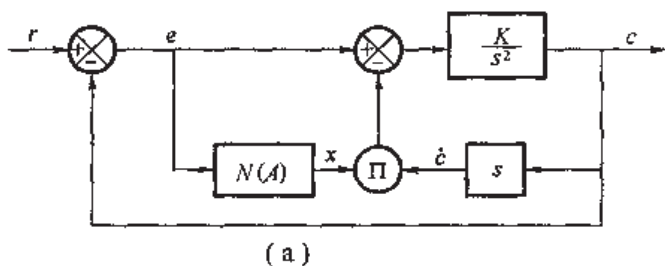 r + − e + − K/s² c
N(A) x Π ċ s
(a)